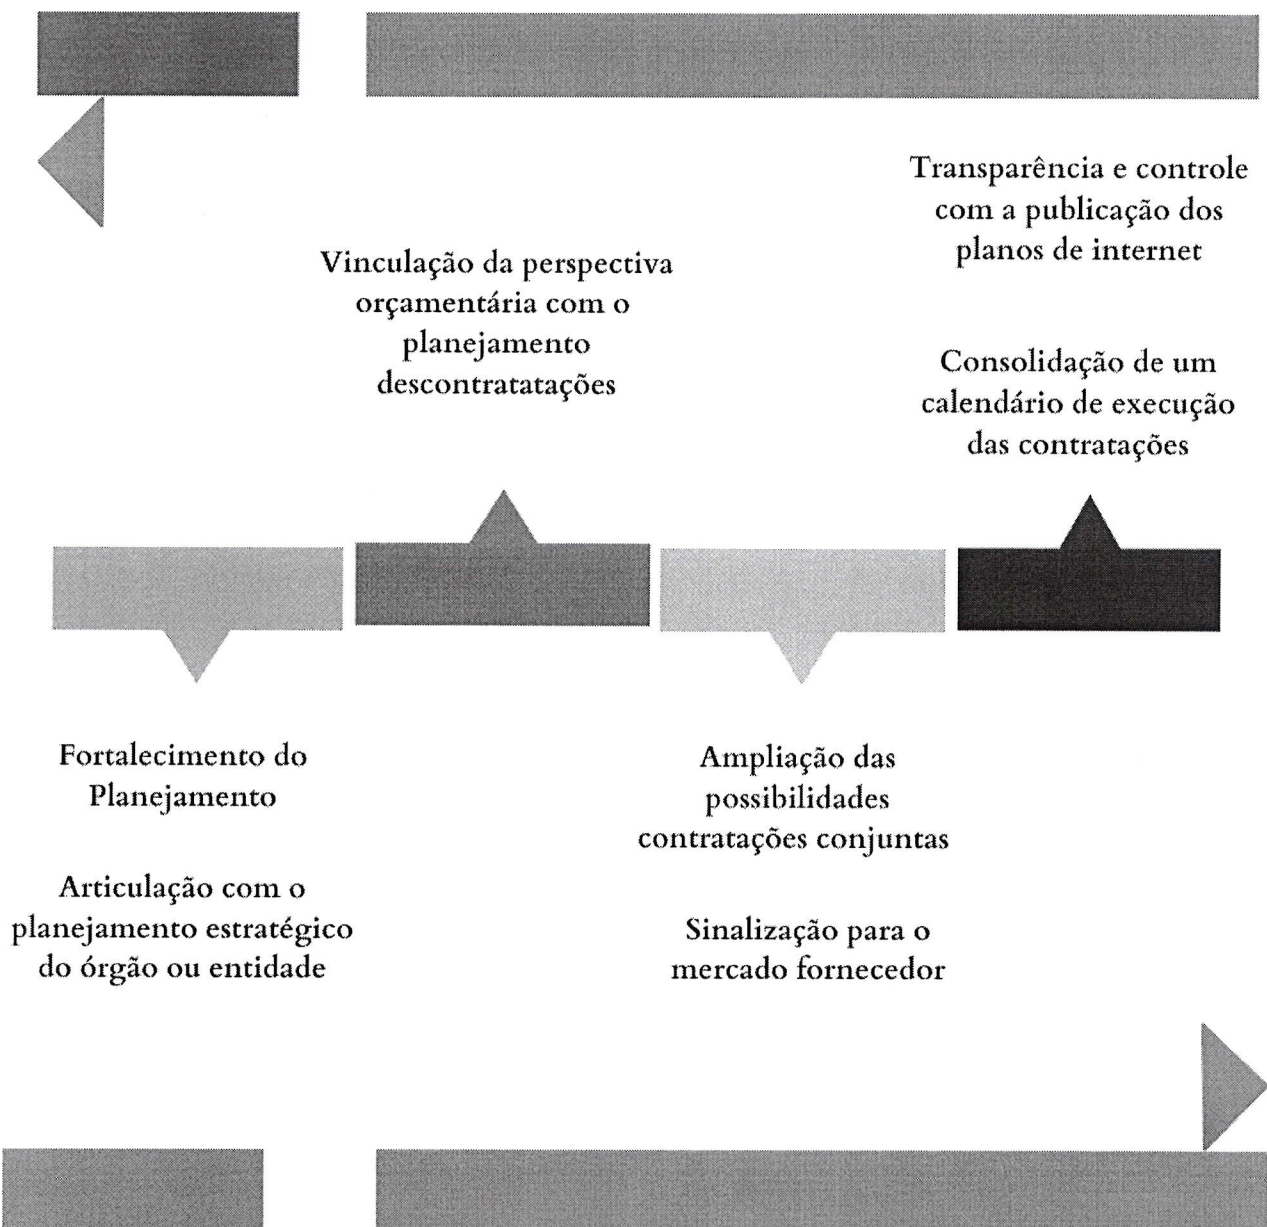 Transparência e controle
com a publicação dos
planos de internet
Vinculação da perspectiva
orçamentária com o
planejamento
descontratatações
Consolidação de um
calendário de execução
das contratações
Fortalecimento do
Planejamento
Articulação com o
planejamento estratégico
do órgão ou entidade
Ampliação das
possibilidades
contratações conjuntas
Sinalização para o
mercado fornecedor